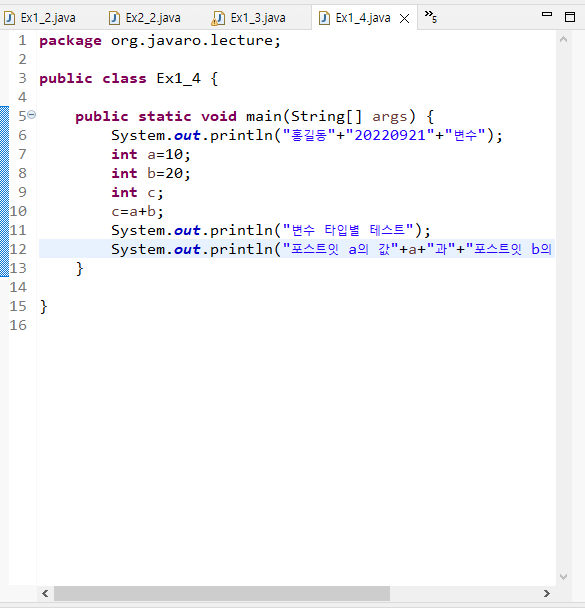 Ex1_2.java Ex2_2.java Ex1_3.java Ex1_4.java »5
1 package org.javaro.lecture;
2
3 public class Ex1_4 {
4
5 public static void main(String[] args) {
6 System.out.println("홍길동"+"20220921"+"변수");
7 int a=10;
8 int b=20;
9 int c;
10 c=a+b;
11 System.out.println("변수 타입별 테스트");
12 System.out.println("포스트잇 a의 값"+a+"과"+"포스트잇 b의
13 }
14
15 }
16